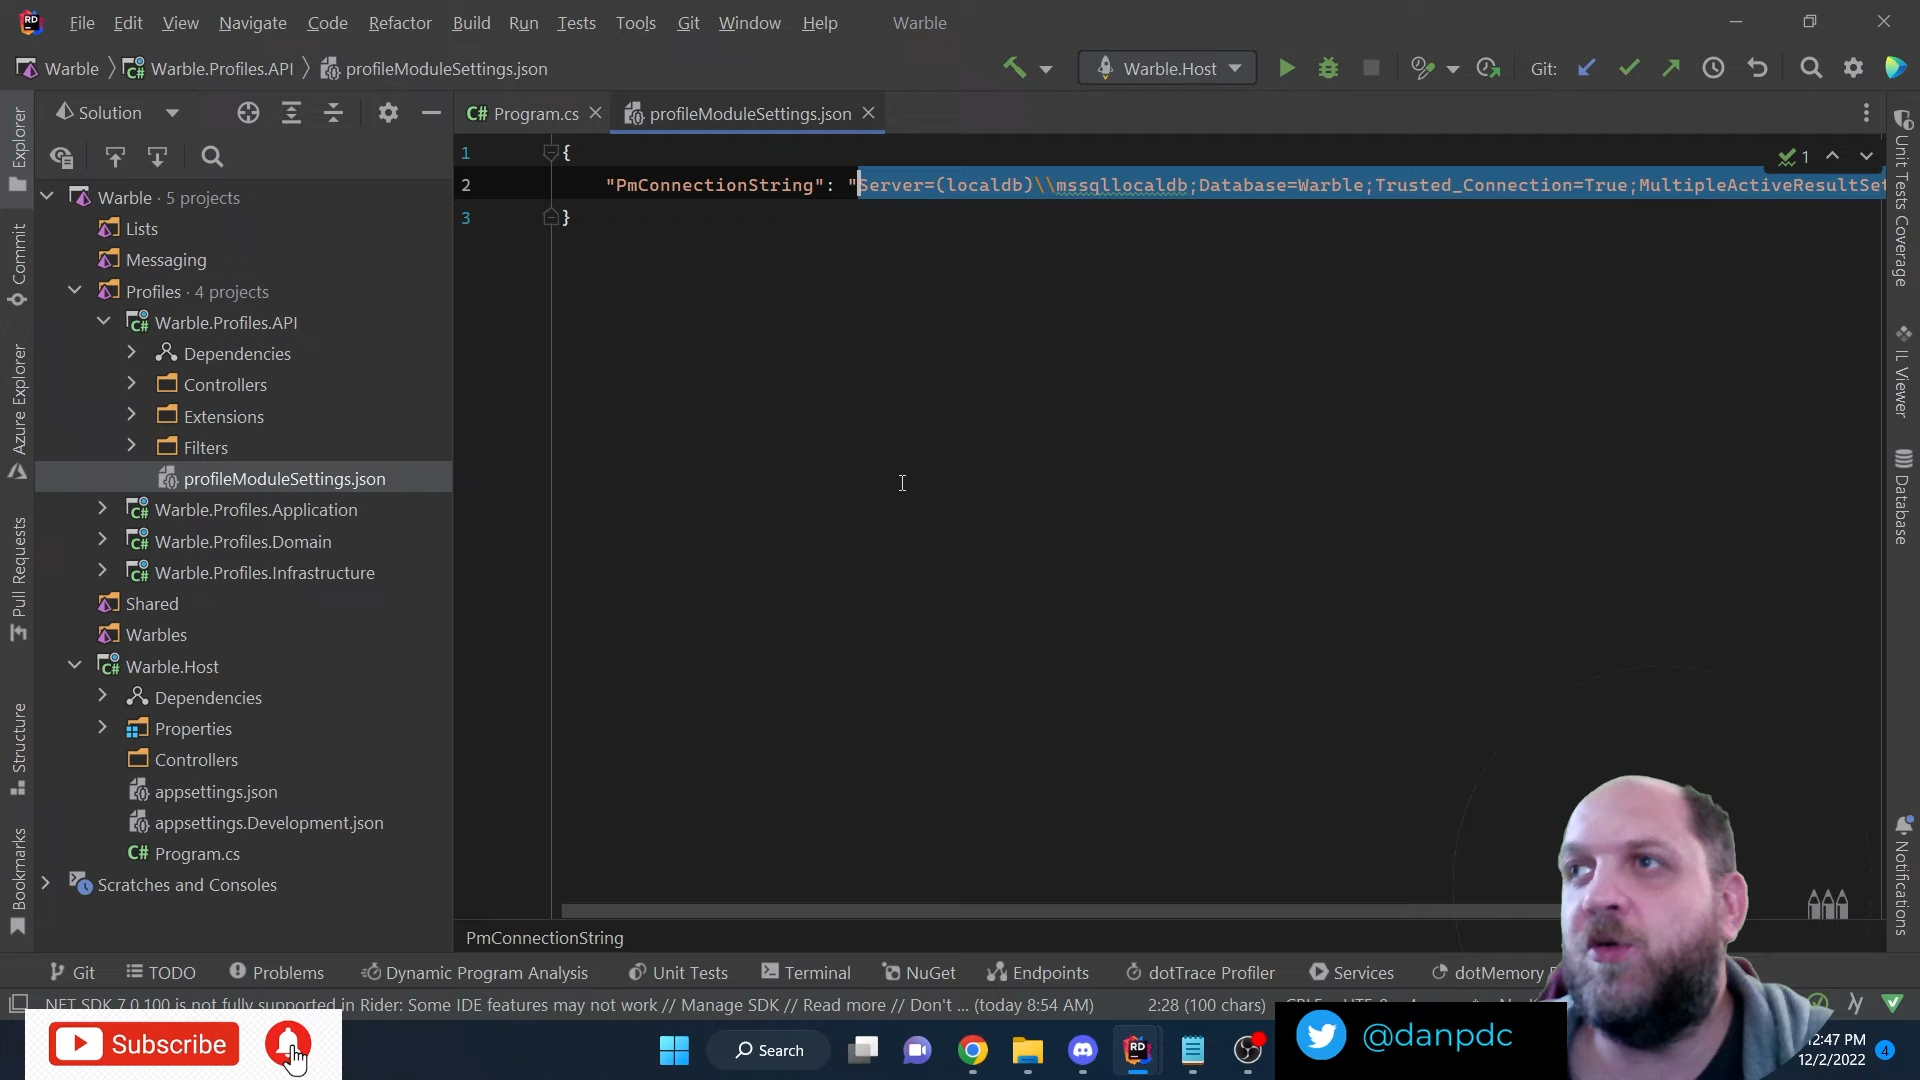 File Edit View Navigate Code Refactor Build Run Tests Tools Git Window Help Warble
Warble Warble.Profiles.API profileModuleSettings.json Warble.Host Git:
Solution
Program.cs profileModuleSettings.json
Explorer
Commit
Azure Explorer
Pull Requests
Structure
Bookmarks
Warble · 5 projects
Lists
Messaging
Profiles · 4 projects
Warble.Profiles.API
Dependencies
Controllers
Extensions
Filters
profileModuleSettings.json
Warble.Profiles.Application
Warble.Profiles.Domain
Warble.Profiles.Infrastructure
Shared
Warbles
Warble.Host
Dependencies
Properties
Controllers
appsettings.json
appsettings.Development.json
Program.cs
Scratches and Consoles
1 {
2 "PmConnectionString": "Server=(localdb)\\mssqllocaldb;Database=Warble;Trusted_Connection=True;MultipleActiveResultSet
3 }
1
Unit Tests Coverage
IL Viewer
Database
Notifications
PmConnectionString
Git TODO Problems Dynamic Program Analysis Unit Tests Terminal NuGet Endpoints dotTrace Profiler Services dotMemory
NET SDK 7.0.100 is not fully supported in Rider: Some IDE features may not work // Manage SDK // Read more // Don't ... (today 8:54 AM) 2:28 (100 chars)
Subscribe
Search
@danpdc
12:47 PM
12/2/2022
4